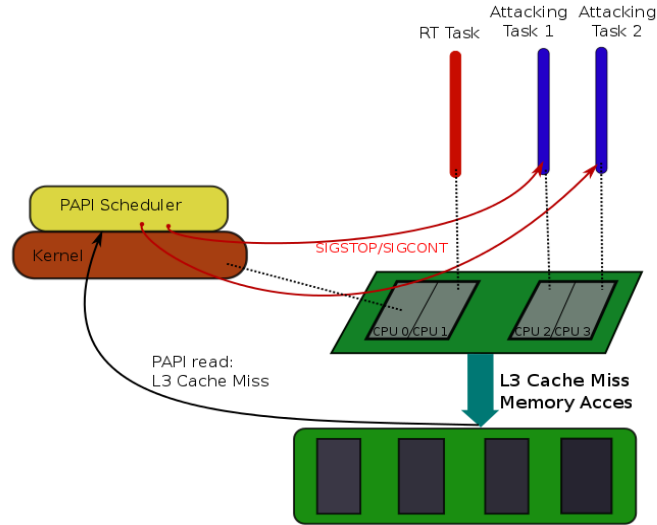 RT Task
Attacking
Task 1
Attacking
Task 2
PAPI Scheduler
Kernel
SIGSTOP/SIGCONT
CPU 0
CPU 1
CPU 2
CPU 3
PAPI read:
L3 Cache Miss
L3 Cache Miss
Memory Acces